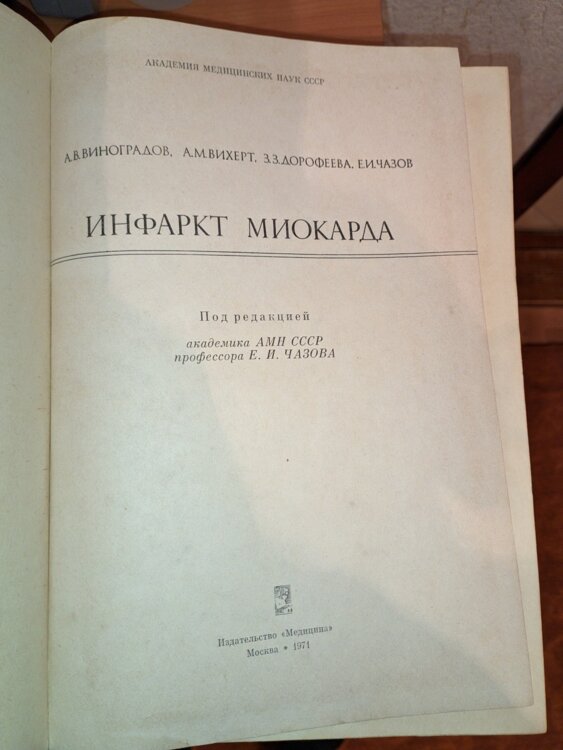 АКАДЕМИЯ МЕДИЦИНСКИХ НАУК СССР
А.В.ВИНОГРАДОВ, А.М.ВИХЕРТ, З.З.ДОРОФЕЕВА, Е.И.ЧАЗОВ
ИНФАРКТ МИОКАРДА
Под редакцией
академика АМН СССР
профессора Е. И. ЧАЗОВА
Издательство «Медицина»
Москва • 1971